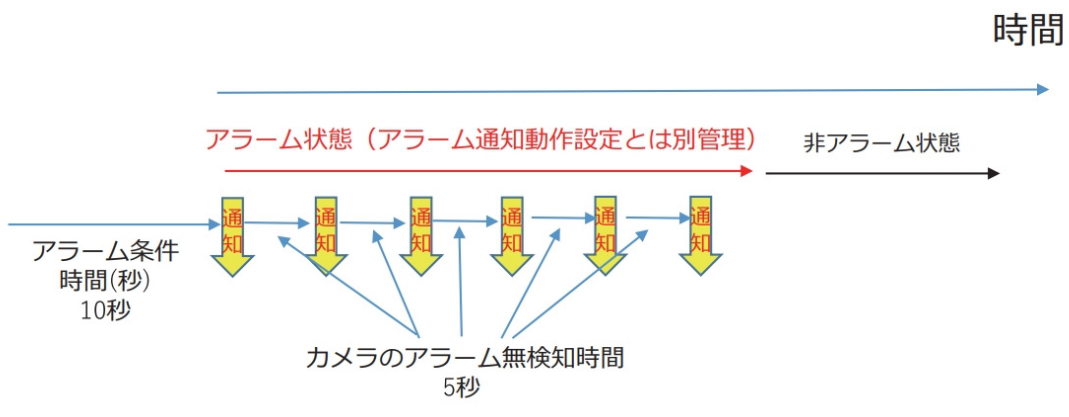 時間
アラーム状態（アラーム通知動作設定とは別管理）
非アラーム状態
通知
通知
通知
通知
通知
通知
アラーム条件
時間(秒)
10秒
カメラのアラーム無検知時間
5秒